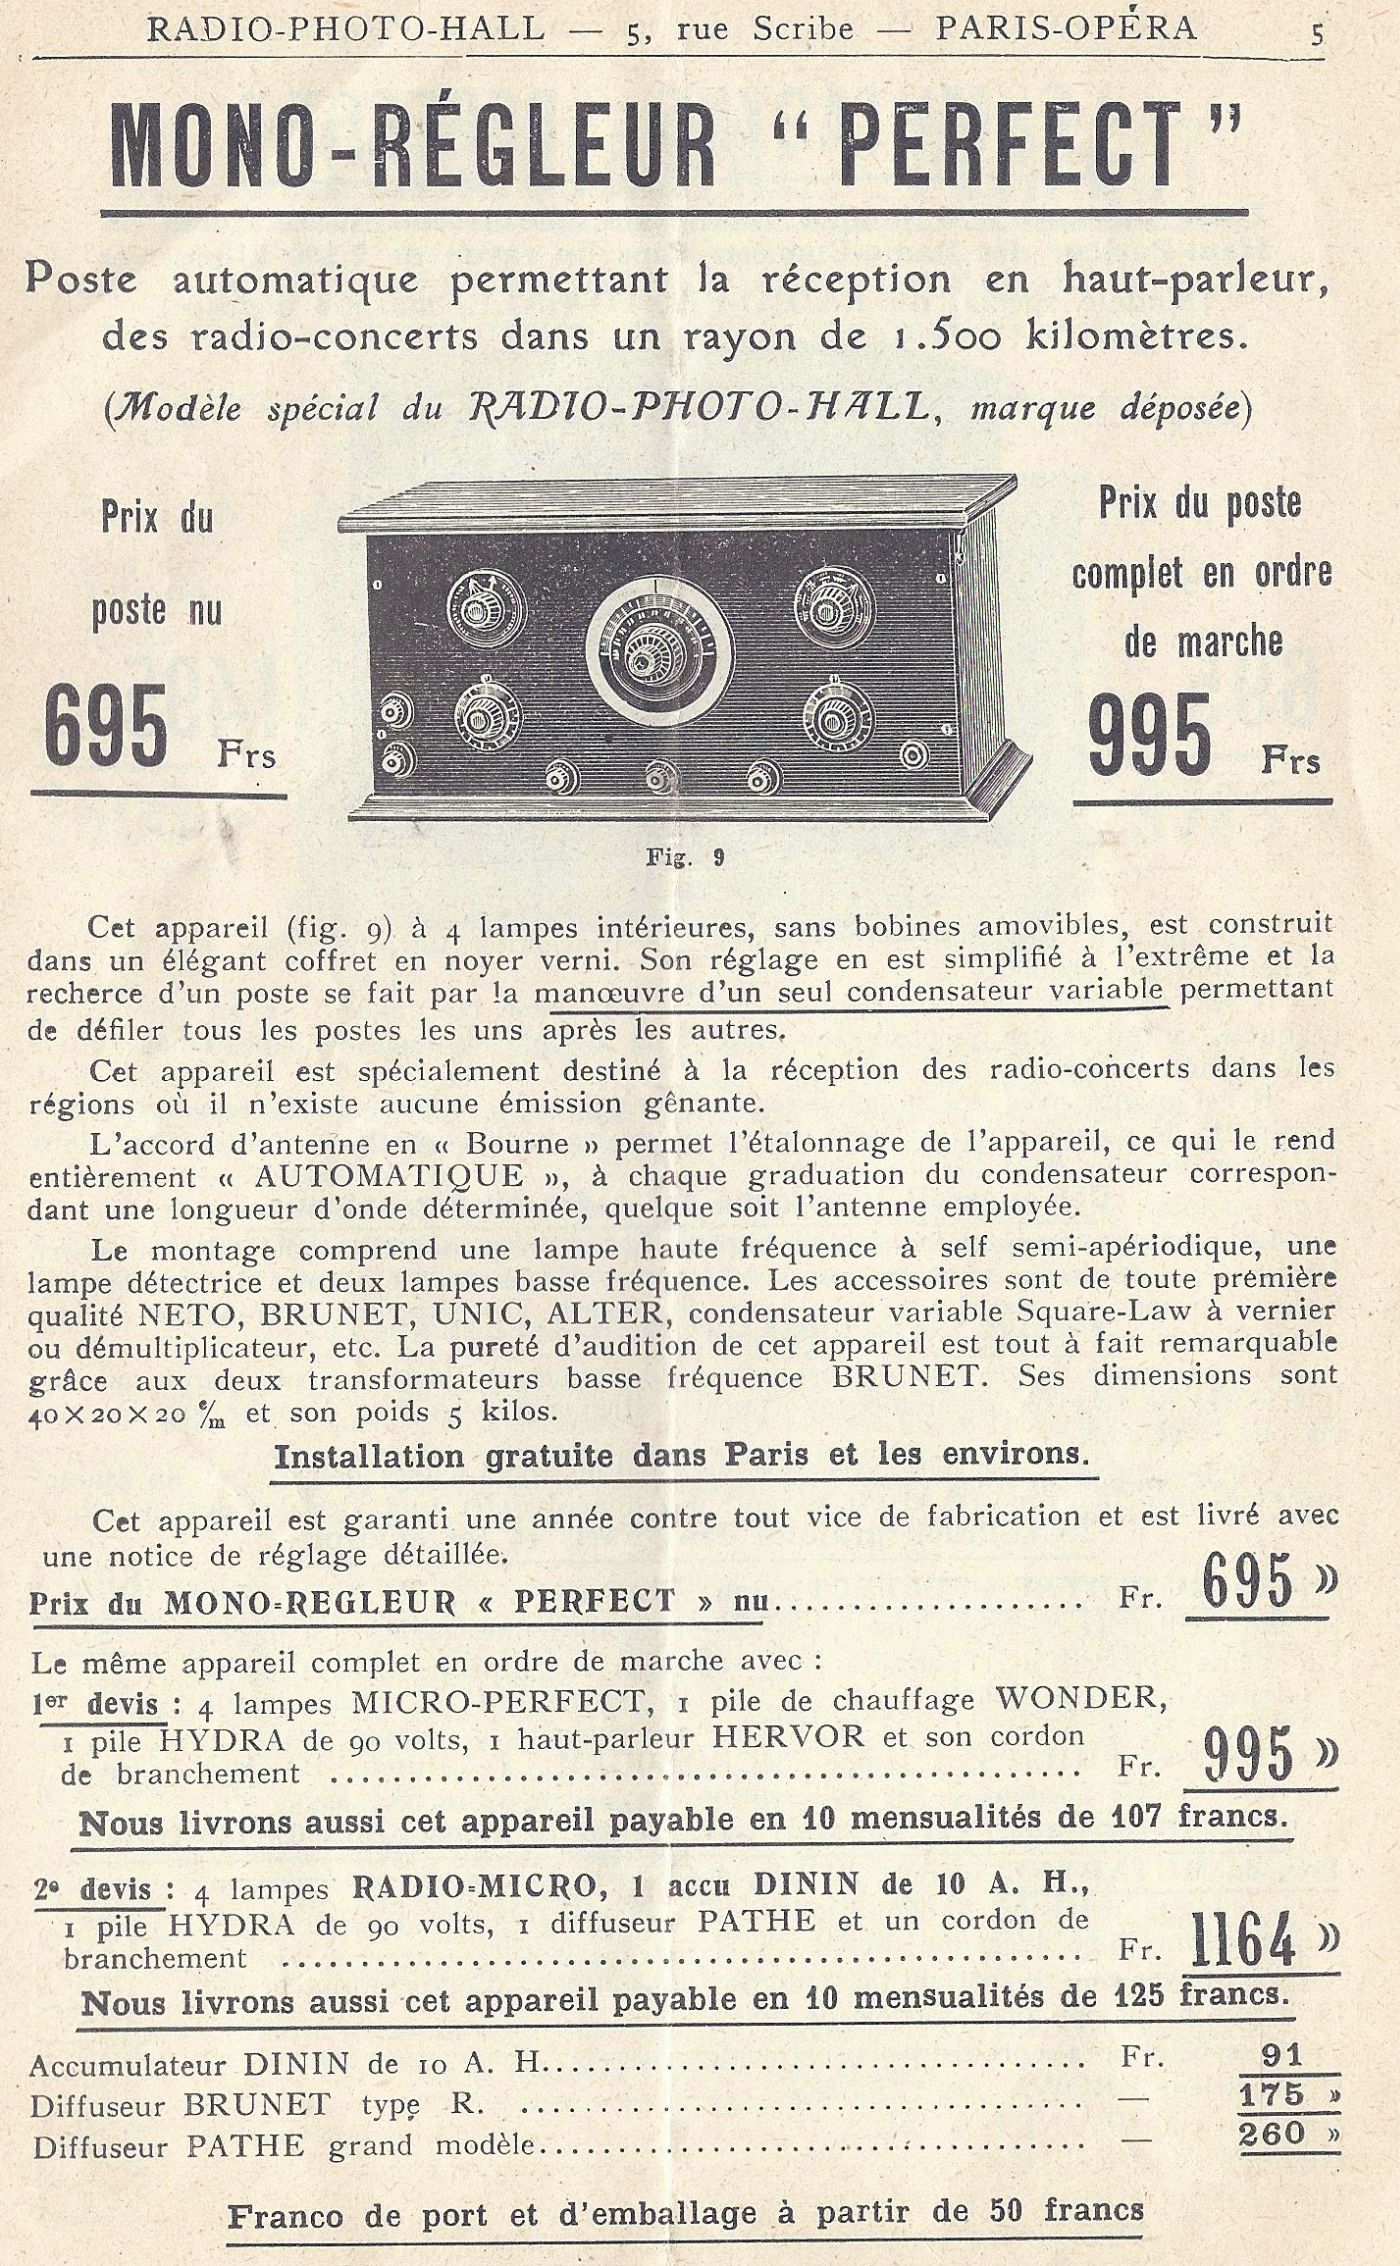 RADIO-PHOTO-HALL — 5, rue Scribe — PARIS-OPÉRA 5
MONO-RÉGLEUR “ PERFECT ”
Poste automatique permettant la réception en haut-parleur,
des radio-concerts dans un rayon de 1.500 kilomètres.
(Modèle spécial du RADIO-PHOTO-HALL, marque déposée)
Prix du
poste nu
695 Frs
Prix du poste
complet en ordre
de marche
995 Frs
Fig. 9
Cet appareil (fig. 9) à 4 lampes intérieures, sans bobines amovibles, est construit
dans un élégant coffret en noyer verni. Son réglage en est simplifié à l'extrême et la
recherce d'un poste se fait par la manœuvre d'un seul condensateur variable permettant
de défiler tous les postes les uns après les autres.
Cet appareil est spécialement destiné à la réception des radio-concerts dans les
régions où il n'existe aucune émission gênante.
L'accord d'antenne en « Bourne » permet l'étalonnage de l'appareil, ce qui le rend
entièrement « AUTOMATIQUE », à chaque graduation du condensateur correspon-
dant une longueur d'onde déterminée, quelque soit l'antenne employée.
Le montage comprend une lampe haute fréquence à self semi-apériodique, une
lampe détectrice et deux lampes basse fréquence. Les accessoires sont de toute première
qualité NETO, BRUNET, UNIC, ALTER, condensateur variable Square-Law à vernier
ou démultiplicateur, etc. La pureté d'audition de cet appareil est tout à fait remarquable
grâce aux deux transformateurs basse fréquence BRUNET. Ses dimensions sont
40×20×20 c/m et son poids 5 kilos.
Installation gratuite dans Paris et les environs.
Cet appareil est garanti une année contre tout vice de fabrication et est livré avec
une notice de réglage détaillée.
Prix du MONO-REGLEUR « PERFECT » nu.................... Fr. 695 »
Le même appareil complet en ordre de marche avec :
1er devis : 4 lampes MICRO-PERFECT, 1 pile de chauffage WONDER,
1 pile HYDRA de 90 volts, 1 haut-parleur HERVOR et son cordon
de branchement .................................................. Fr. 995 »
Nous livrons aussi cet appareil payable en 10 mensualités de 107 francs.
2e devis : 4 lampes RADIO-MICRO, 1 accu DININ de 10 A. H.,
1 pile HYDRA de 90 volts, 1 diffuseur PATHE et un cordon de
branchement .................................................... Fr. 1164 »
Nous livrons aussi cet appareil payable en 10 mensualités de 125 francs.
Accumulateur DININ de 10 A. H................................... Fr. 91
Diffuseur BRUNET type R. ..................................... — 175 »
Diffuseur PATHE grand modèle.................................... — 260 »
Franco de port et d'emballage à partir de 50 francs